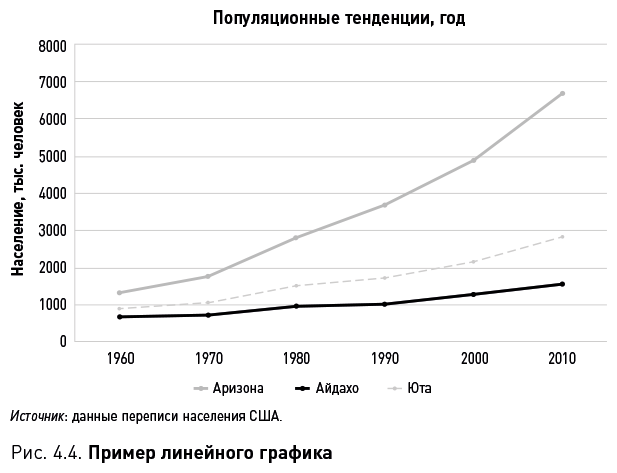 Популяционные тенденции, год
Население, тыс. человек
8000
7000
6000
5000
4000
3000
2000
1000
0
1960 1970 1980 1990 2000 2010
Аризона Айдахо Юта
Источник: данные переписи населения США.
Рис. 4.4. Пример линейного графика